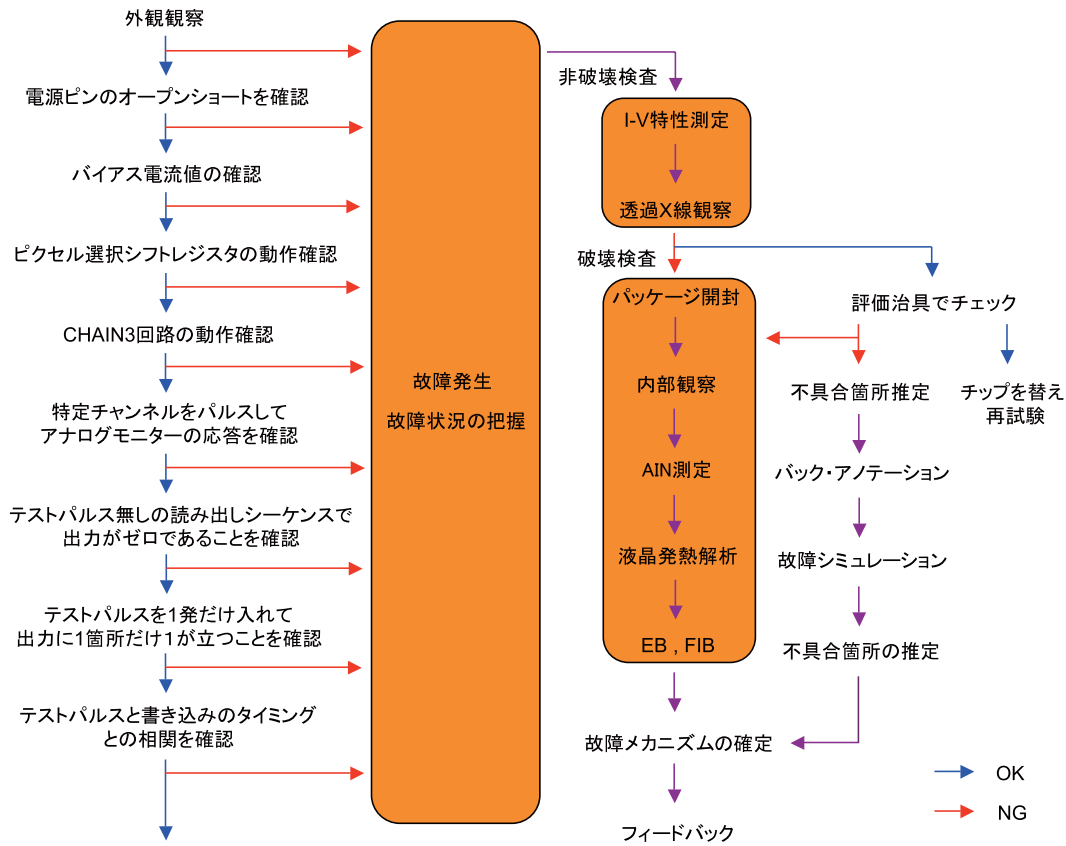 外観観察
電源ピンのオープンショートを確認
バイアス電流値の確認
ピクセル選択シフトレジスタの動作確認
CHAIN3回路の動作確認
特定チャンネルをパルスして
アナログモニターの応答を確認
テストパルス無しの読み出しシーケンスで
出力がゼロであることを確認
テストパルスを1発だけ入れて
出力に1箇所だけ1が立つことを確認
テストパルスと書き込みのタイミング
との相関を確認
故障発生
故障状況の把握
非破壊検査
I-V特性測定
透過X線観察
破壊検査
パッケージ開封
内部観察
AIN測定
液晶発熱解析
EB , FIB
評価治具でチェック
不具合箇所推定
チップを替え
再試験
バック・アノテーション
故障シミュレーション
不具合箇所の推定
故障メカニズムの確定
フィードバック
OK
NG